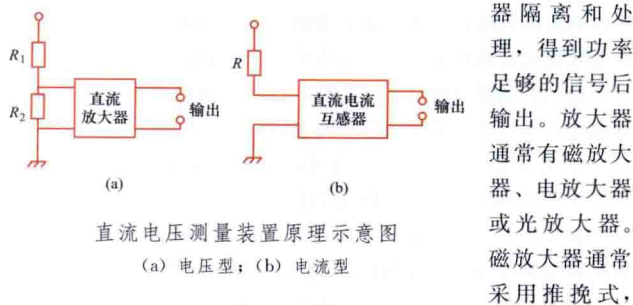 R1
R2
直流
放大器
输出
(a)
R
直流电流
互感器
输出
(b)
直流电压测量装置原理示意图
(a) 电压型；(b) 电流型
器隔离和处
理，得到功率
足够的信号后
输出。放大器
通常有磁放大
器、电放大器
或光放大器。
磁放大器通常
采用推挽式，